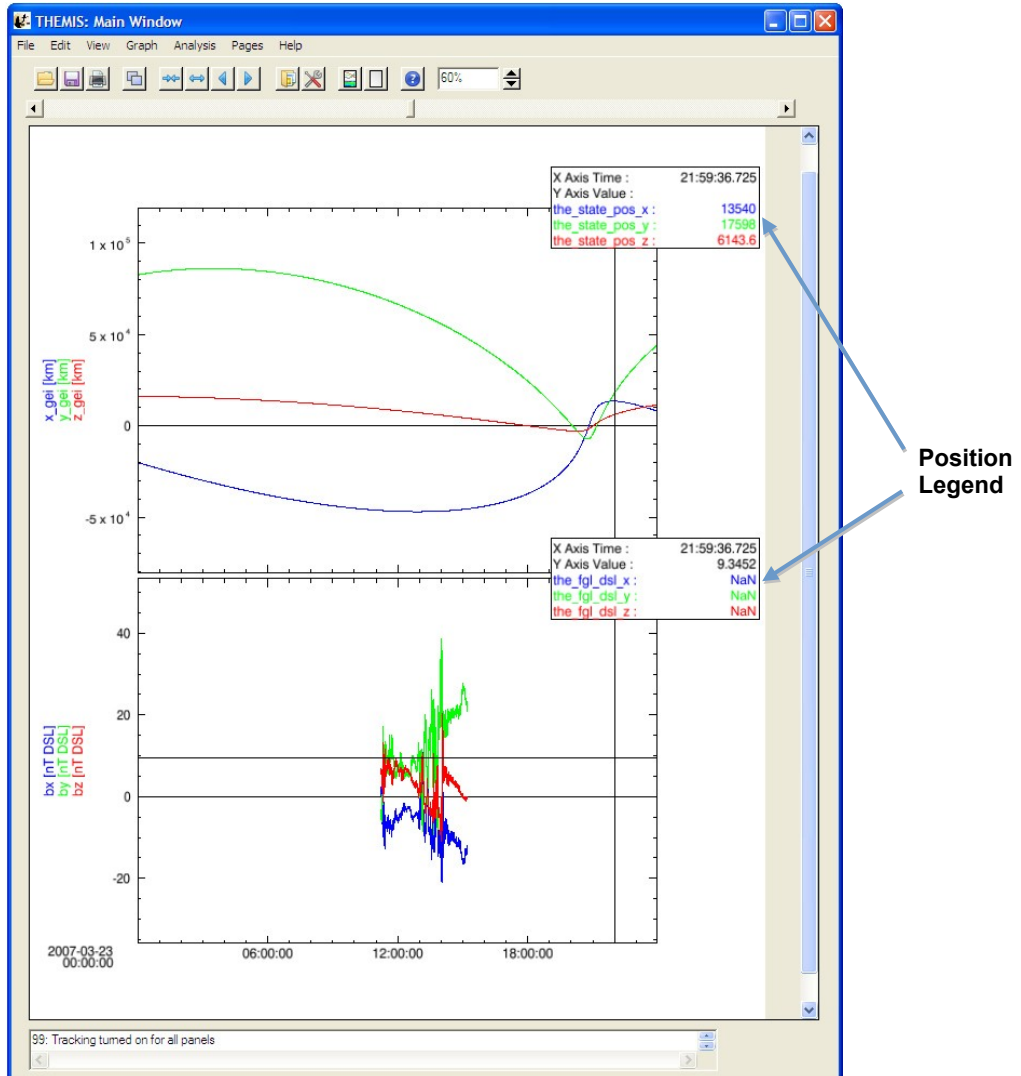 THEMIS: Main Window
File Edit View Graph Analysis Pages Help
60%
X Axis Time : 21:59:36.725
Y Axis Value :
the_state_pos_x : 13540
the_state_pos_y : 17598
the_state_pos_z : 6143.6
1 x 10^5
5 x 10^4
0
-5 x 10^4
x_gei [km]
y_gei [km]
z_gei [km]
Position
Legend
X Axis Time : 21:59:36.725
Y Axis Value : 9.3452
the_fgl_dsl_x : NaN
the_fgl_dsl_y : NaN
the_fgl_dsl_z : NaN
40
20
0
-20
bx [nT DSL]
by [nT DSL]
bz [nT DSL]
2007-03-23
00:00:00 06:00:00 12:00:00 18:00:00
99: Tracking turned on for all panels